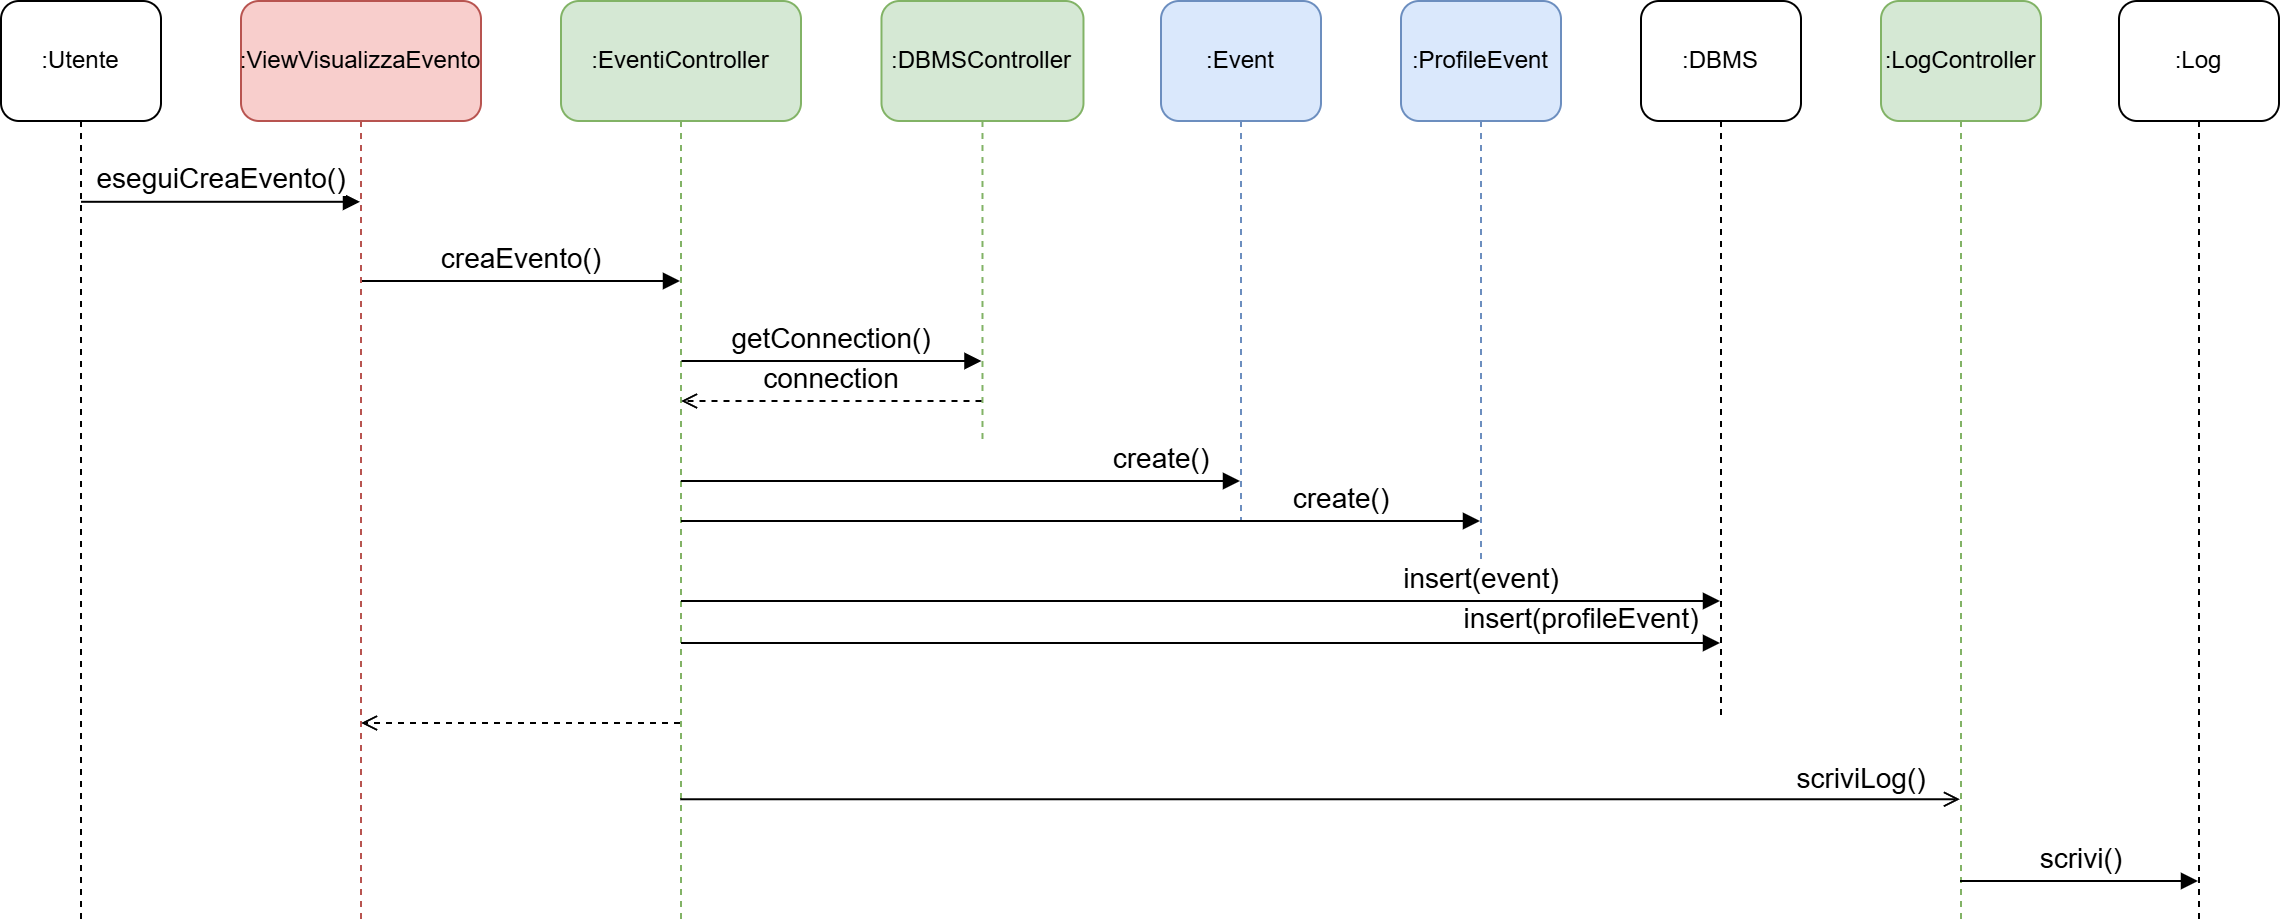 :Utente
:ViewVisualizzaEvento
:EventiController
:DBMSController
:Event
:ProfileEvent
:DBMS
:LogController
:Log
eseguiCreaEvento()
creaEvento()
getConnection()
connection
create()
create()
insert(event)
insert(profileEvent)
scriviLog()
scrivi()